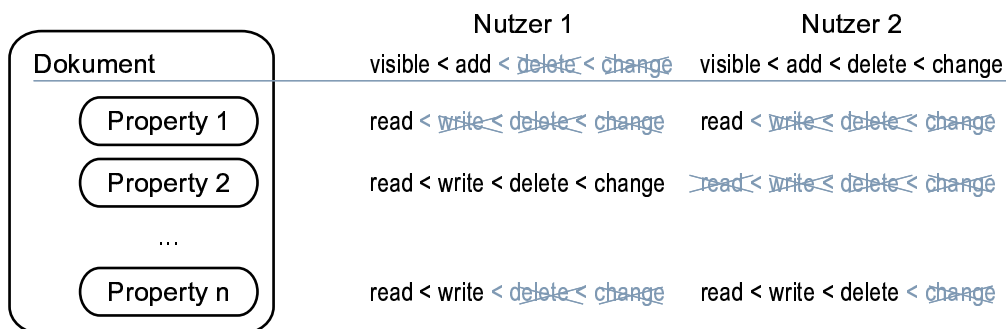 Nutzer 1 Nutzer 2
Dokument visible < add < delete < change visible < add < delete < change
Property 1 read < write < delete < change read < write < delete < change
Property 2 read < write < delete < change read < write < delete < change
...
Property n read < write < delete < change read < write < delete < change